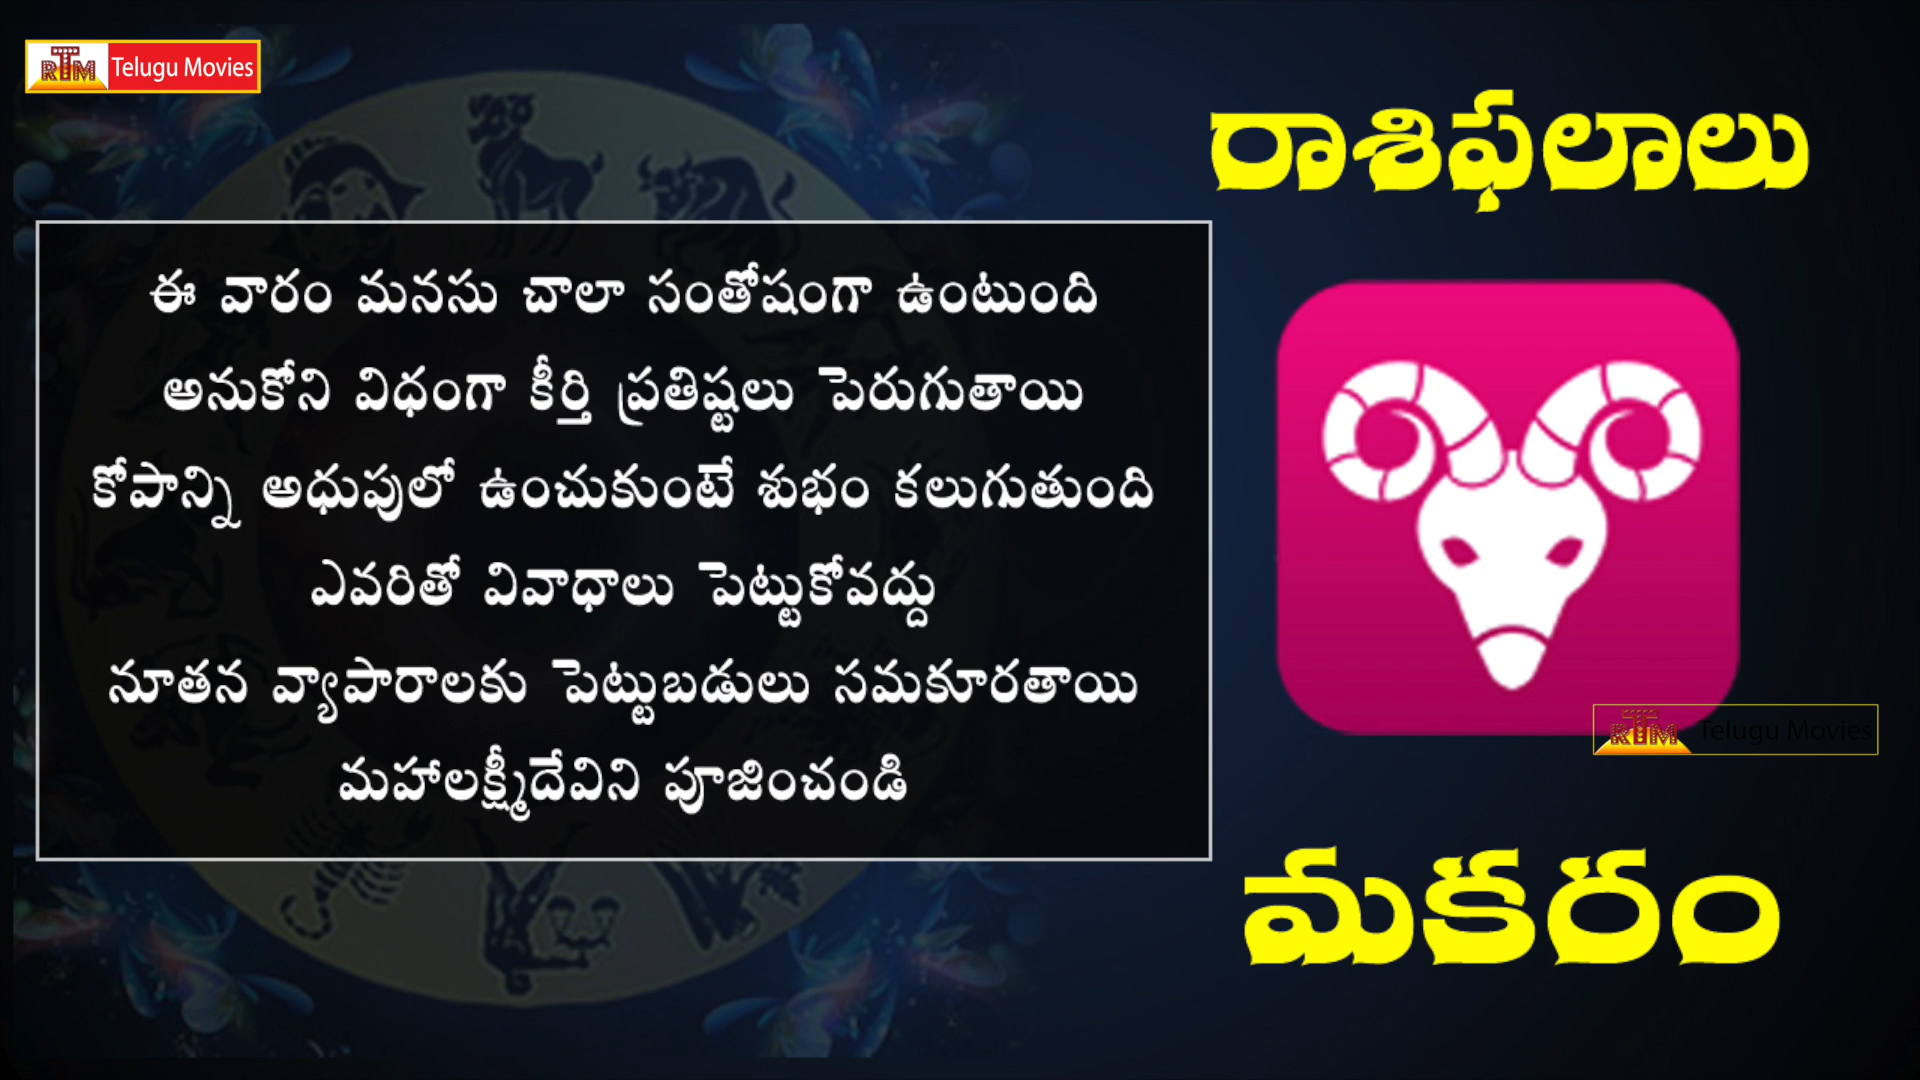 RTM Telugu Movies
రాశిఫలాలు
ఈ వారం మనసు చాలా సంతోషంగా ఉంటుంది
అనుకోని విధంగా కీర్తి ప్రతిష్టలు పెరుగుతాయి
కోపాన్ని అధుపులో ఉంచుకుంటే శుభం కలుగుతుంది
ఎవరితో వివాధాలు పెట్టుకోవద్దు
నూతన వ్యాపారాలకు పెట్టుబడులు సమకూరతాయి
మహాలక్ష్మీదేవిని పూజించండి
RTM Telugu Movies
మకరం